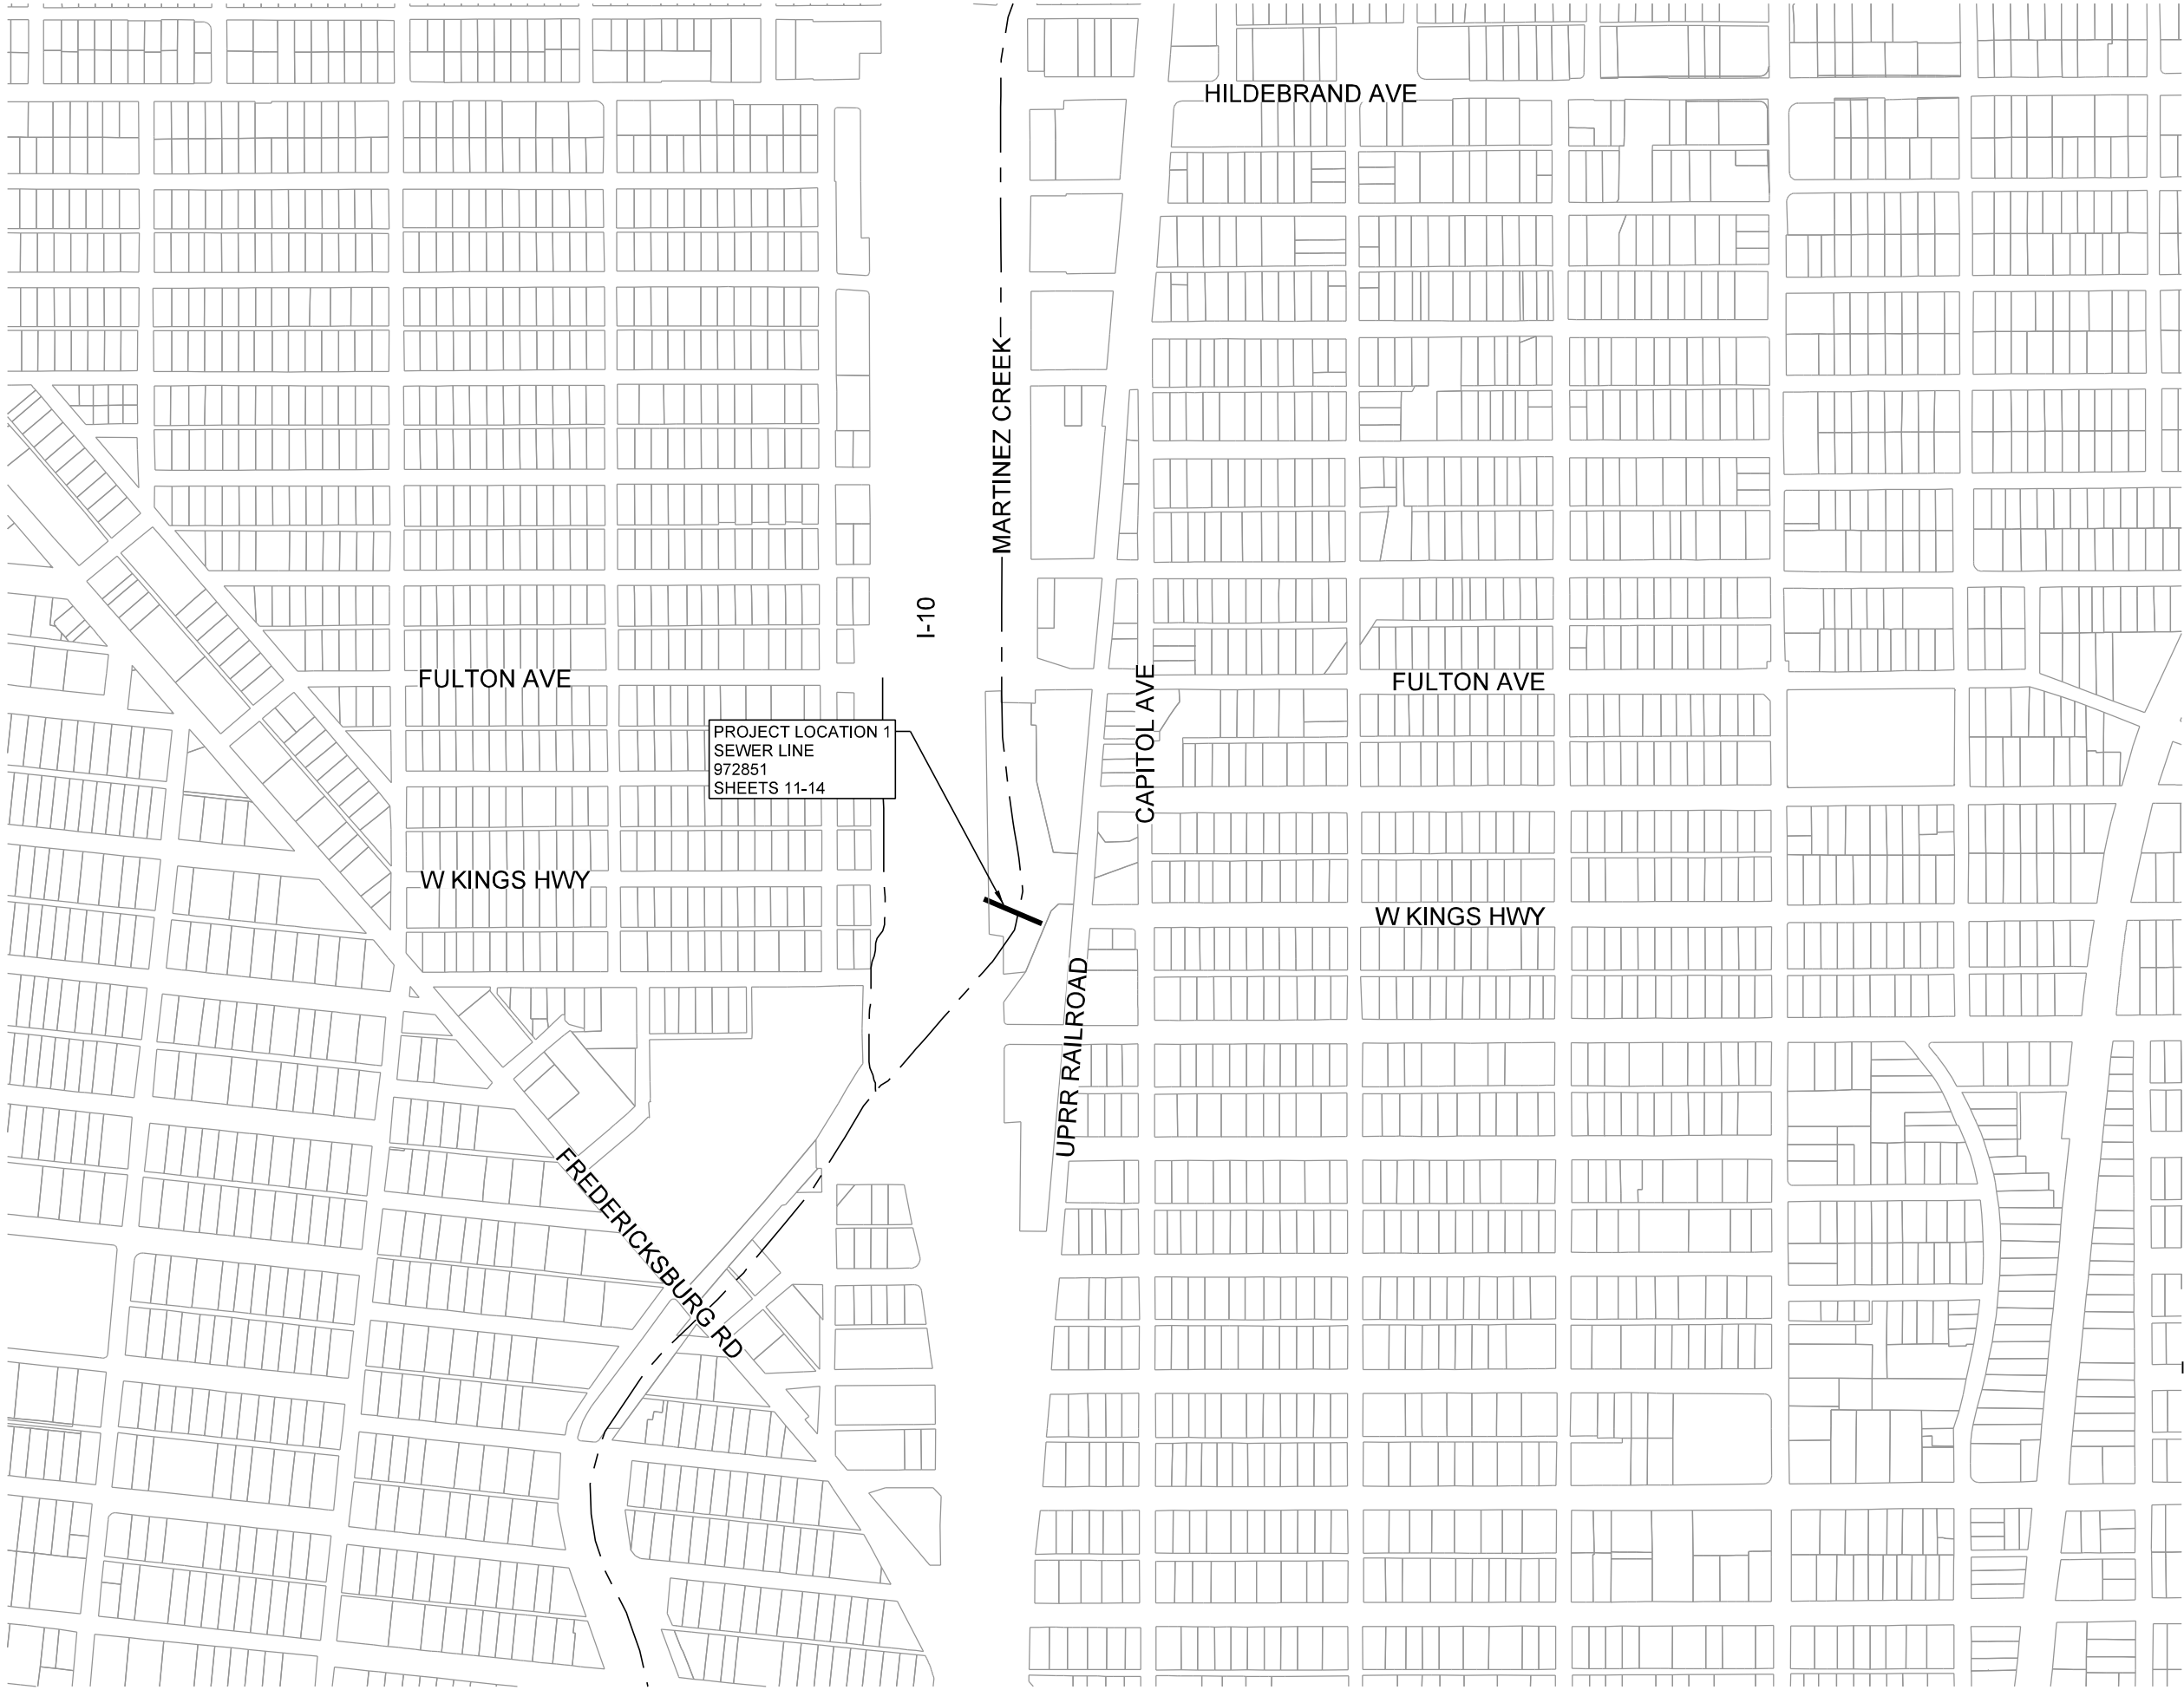 HILDEBRAND AVE
MARTINEZ CREEK
I-10
FULTON AVE
FULTON AVE
CAPITOL AVE
PROJECT LOCATION 1
SEWER LINE
972851
SHEETS 11-14
W KINGS HWY
W KINGS HWY
UPRR RAILROAD
FREDERICKSBURG RD